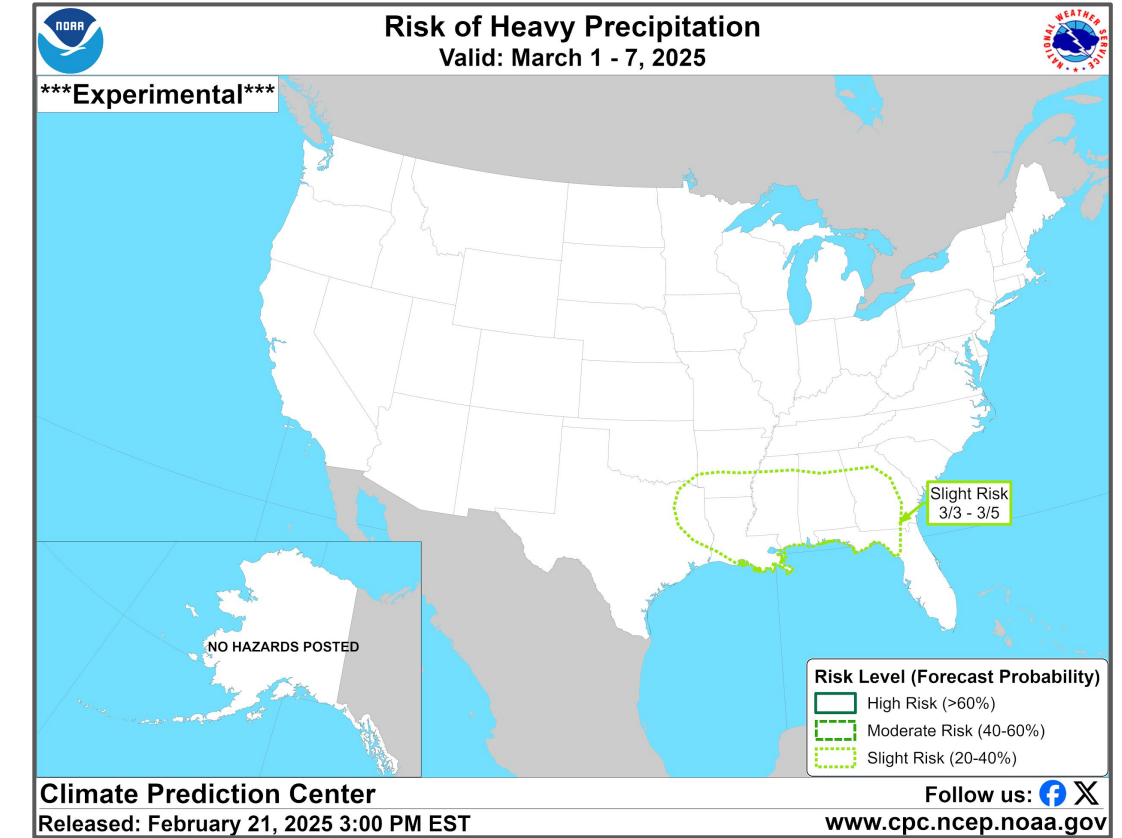 NOAA
Risk of Heavy Precipitation
Valid: March 1 - 7, 2025
NATIONAL WEATHER SERVICE
***Experimental***
Slight Risk
3/3 - 3/5
NO HAZARDS POSTED
Risk Level (Forecast Probability)
High Risk (>60%)
Moderate Risk (40-60%)
Slight Risk (20-40%)
Climate Prediction Center
Follow us:
Released: February 21, 2025 3:00 PM EST
www.cpc.ncep.noaa.gov